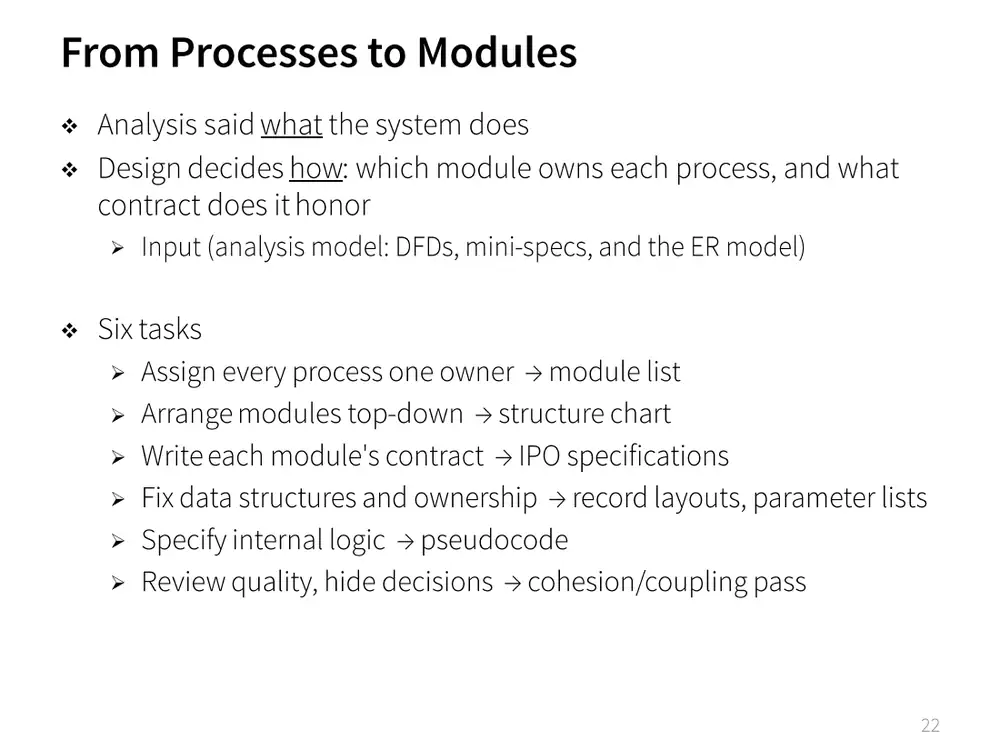 From Processes to Modules
❖ Analysis said what the system does
❖ Design decides how: which module owns each process, and what
contract does it honor
➢ Input (analysis model: DFDs, mini-specs, and the ER model)
❖ Six tasks
➢ Assign every process one owner → module list
➢ Arrange modules top-down → structure chart
➢ Write each module's contract → IPO specifications
➢ Fix data structures and ownership → record layouts, parameter lists
➢ Specify internal logic → pseudocode
➢ Review quality, hide decisions → cohesion/coupling pass
22